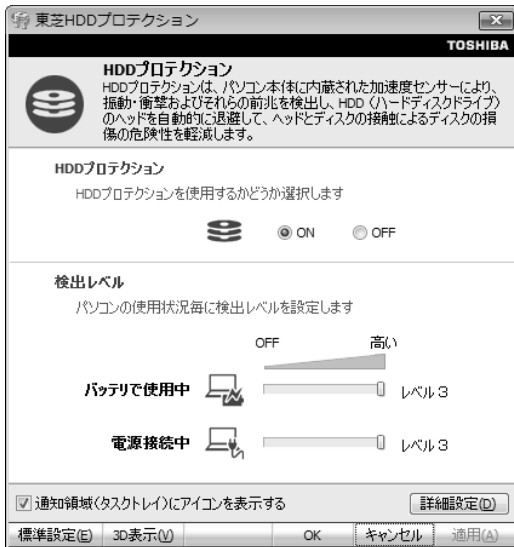 東芝HDDプロテクション
TOSHIBA
HDDプロテクション
HDDプロテクションは、パソコン本体に内蔵された加速度センサーにより、
振動・衝撃およびそれらの前兆を検出し、HDD（ハードディスクドライブ）
のヘッドを自動的に退避して、ヘッドとディスクの接触によるディスクの損
傷の危険性を軽減します。
HDDプロテクション
HDDプロテクションを使用するかどうか選択します
ON OFF
検出レベル
パソコンの使用状況毎に検出レベルを設定します
OFF 高い
バッテリで使用中 レベル 3
電源接続中 レベル 3
通知領域(タスクトレイ)にアイコンを表示する 詳細設定(D)
標準設定(E) 3D表示(V) OK キャンセル 適用(A)